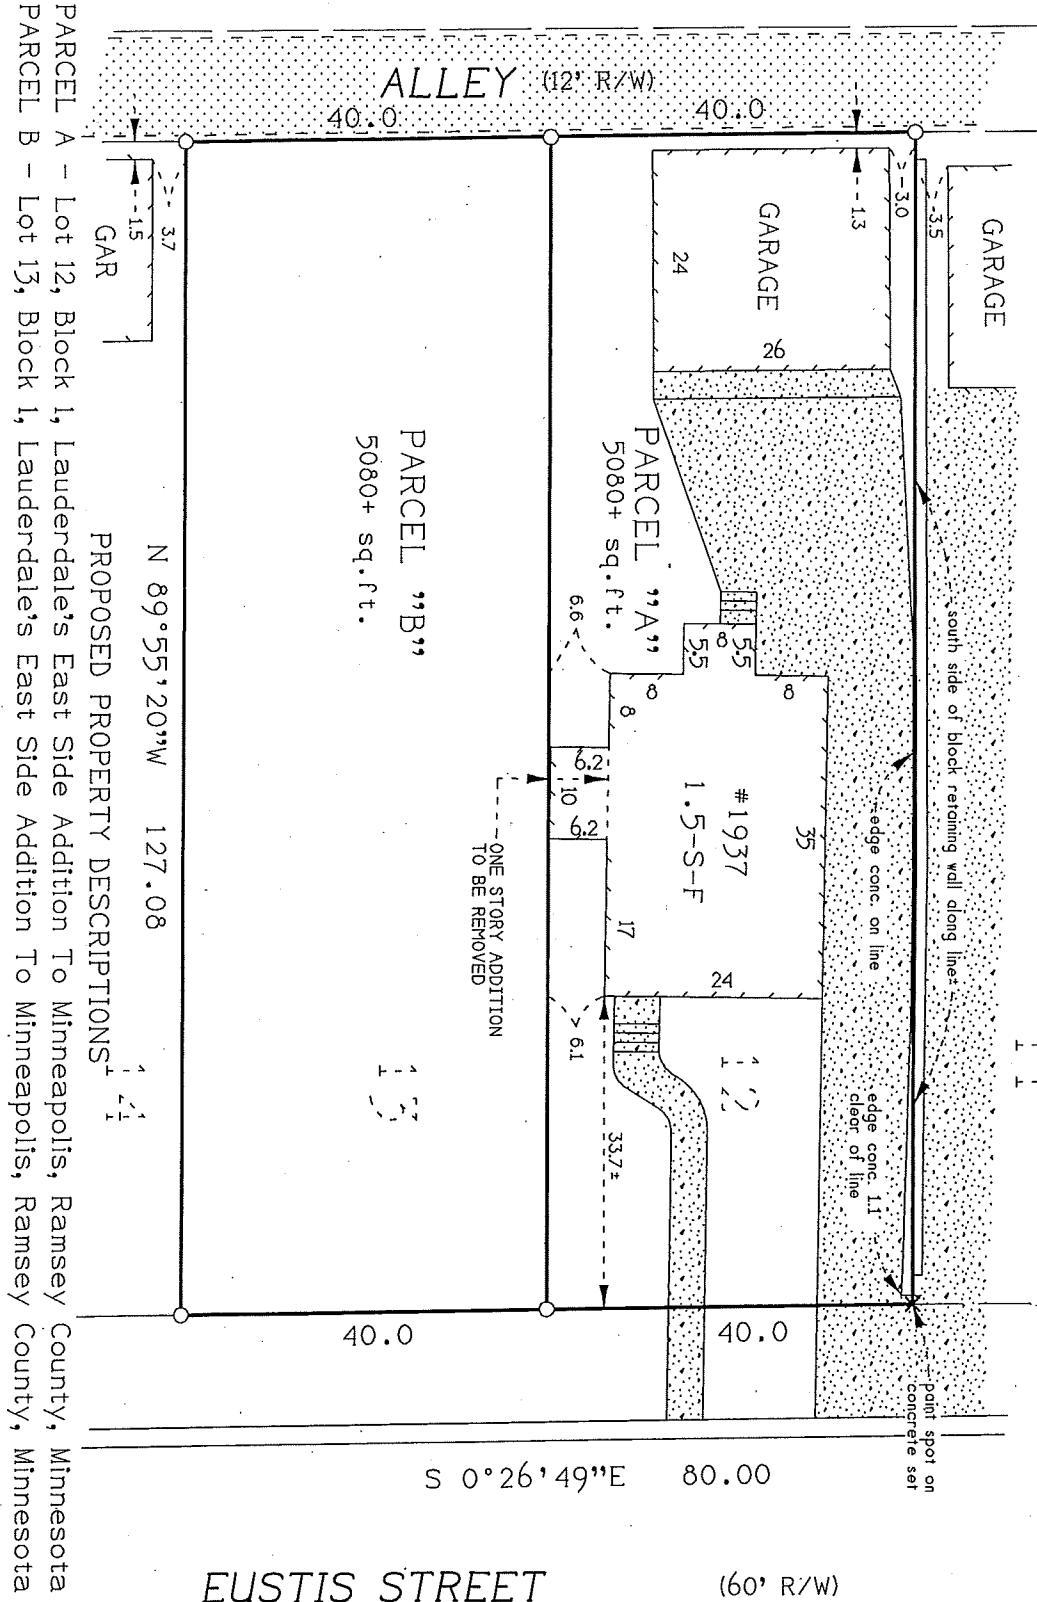 ALLEY (12' R/W)
40.0
40.0
3.7
1.5
GAR
GARAGE
24
26
1.3
3.0
3.5
GARAGE
PARCEL "B"
5080+ sq.ft.
PARCEL "A"
5080+ sq.ft.
6.6
8
5.5
5.5
8
8
8
6.2
10
6.2
#1937
1.5-S-F
35
17
24
ONE STORY ADDITION
TO BE REMOVED
6.1
33.7±
south side of block retaining wall along line±
edge conc. on line
edge conc. 1.1
clear of line
paint spot on
concrete set
12
13
14
N 89°55'20"W 127.08
PROPOSED PROPERTY DESCRIPTIONS
PARCEL A - Lot 12, Block 1, Lauderdale's East Side Addition To Minneapolis, Ramsey County, Minnesota
PARCEL B - Lot 13, Block 1, Lauderdale's East Side Addition To Minneapolis, Ramsey County, Minnesota
40.0
40.0
S 0°26'49"E 80.00
EUSTIS STREET (60' R/W)